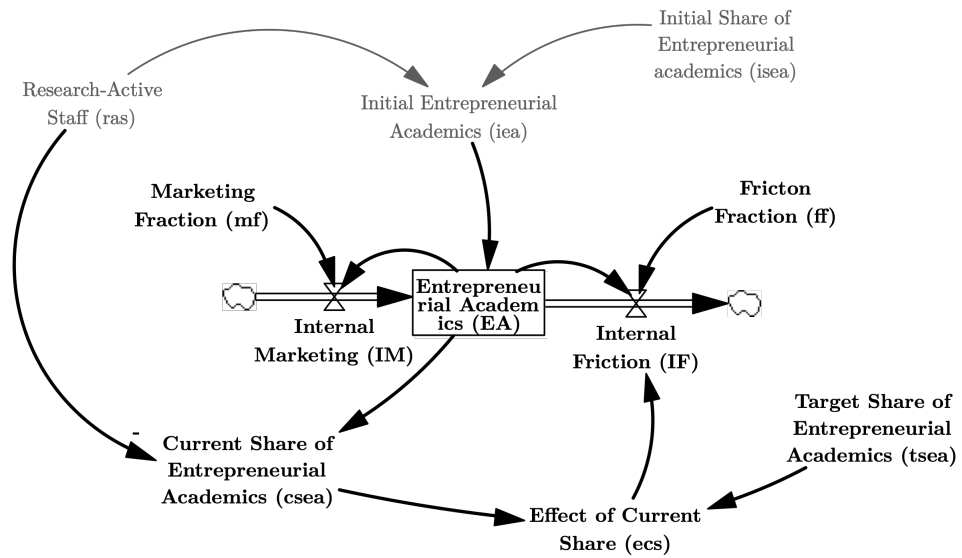 Initial Share of
Entrepreneurial
academics (isea)
Research-Active
Staff (ras)
Initial Entrepreneurial
Academics (iea)
Marketing
Fraction (mf)
Fricton
Fraction (ff)
Entrepreneu
rial Academ
ics (EA)
Internal
Marketing (IM)
Internal
Friction (IF)
Target Share of
Entrepreneurial
Academics (tsea)
-
Current Share of
Entrepreneurial
Academics (csea)
Effect of Current
Share (ecs)